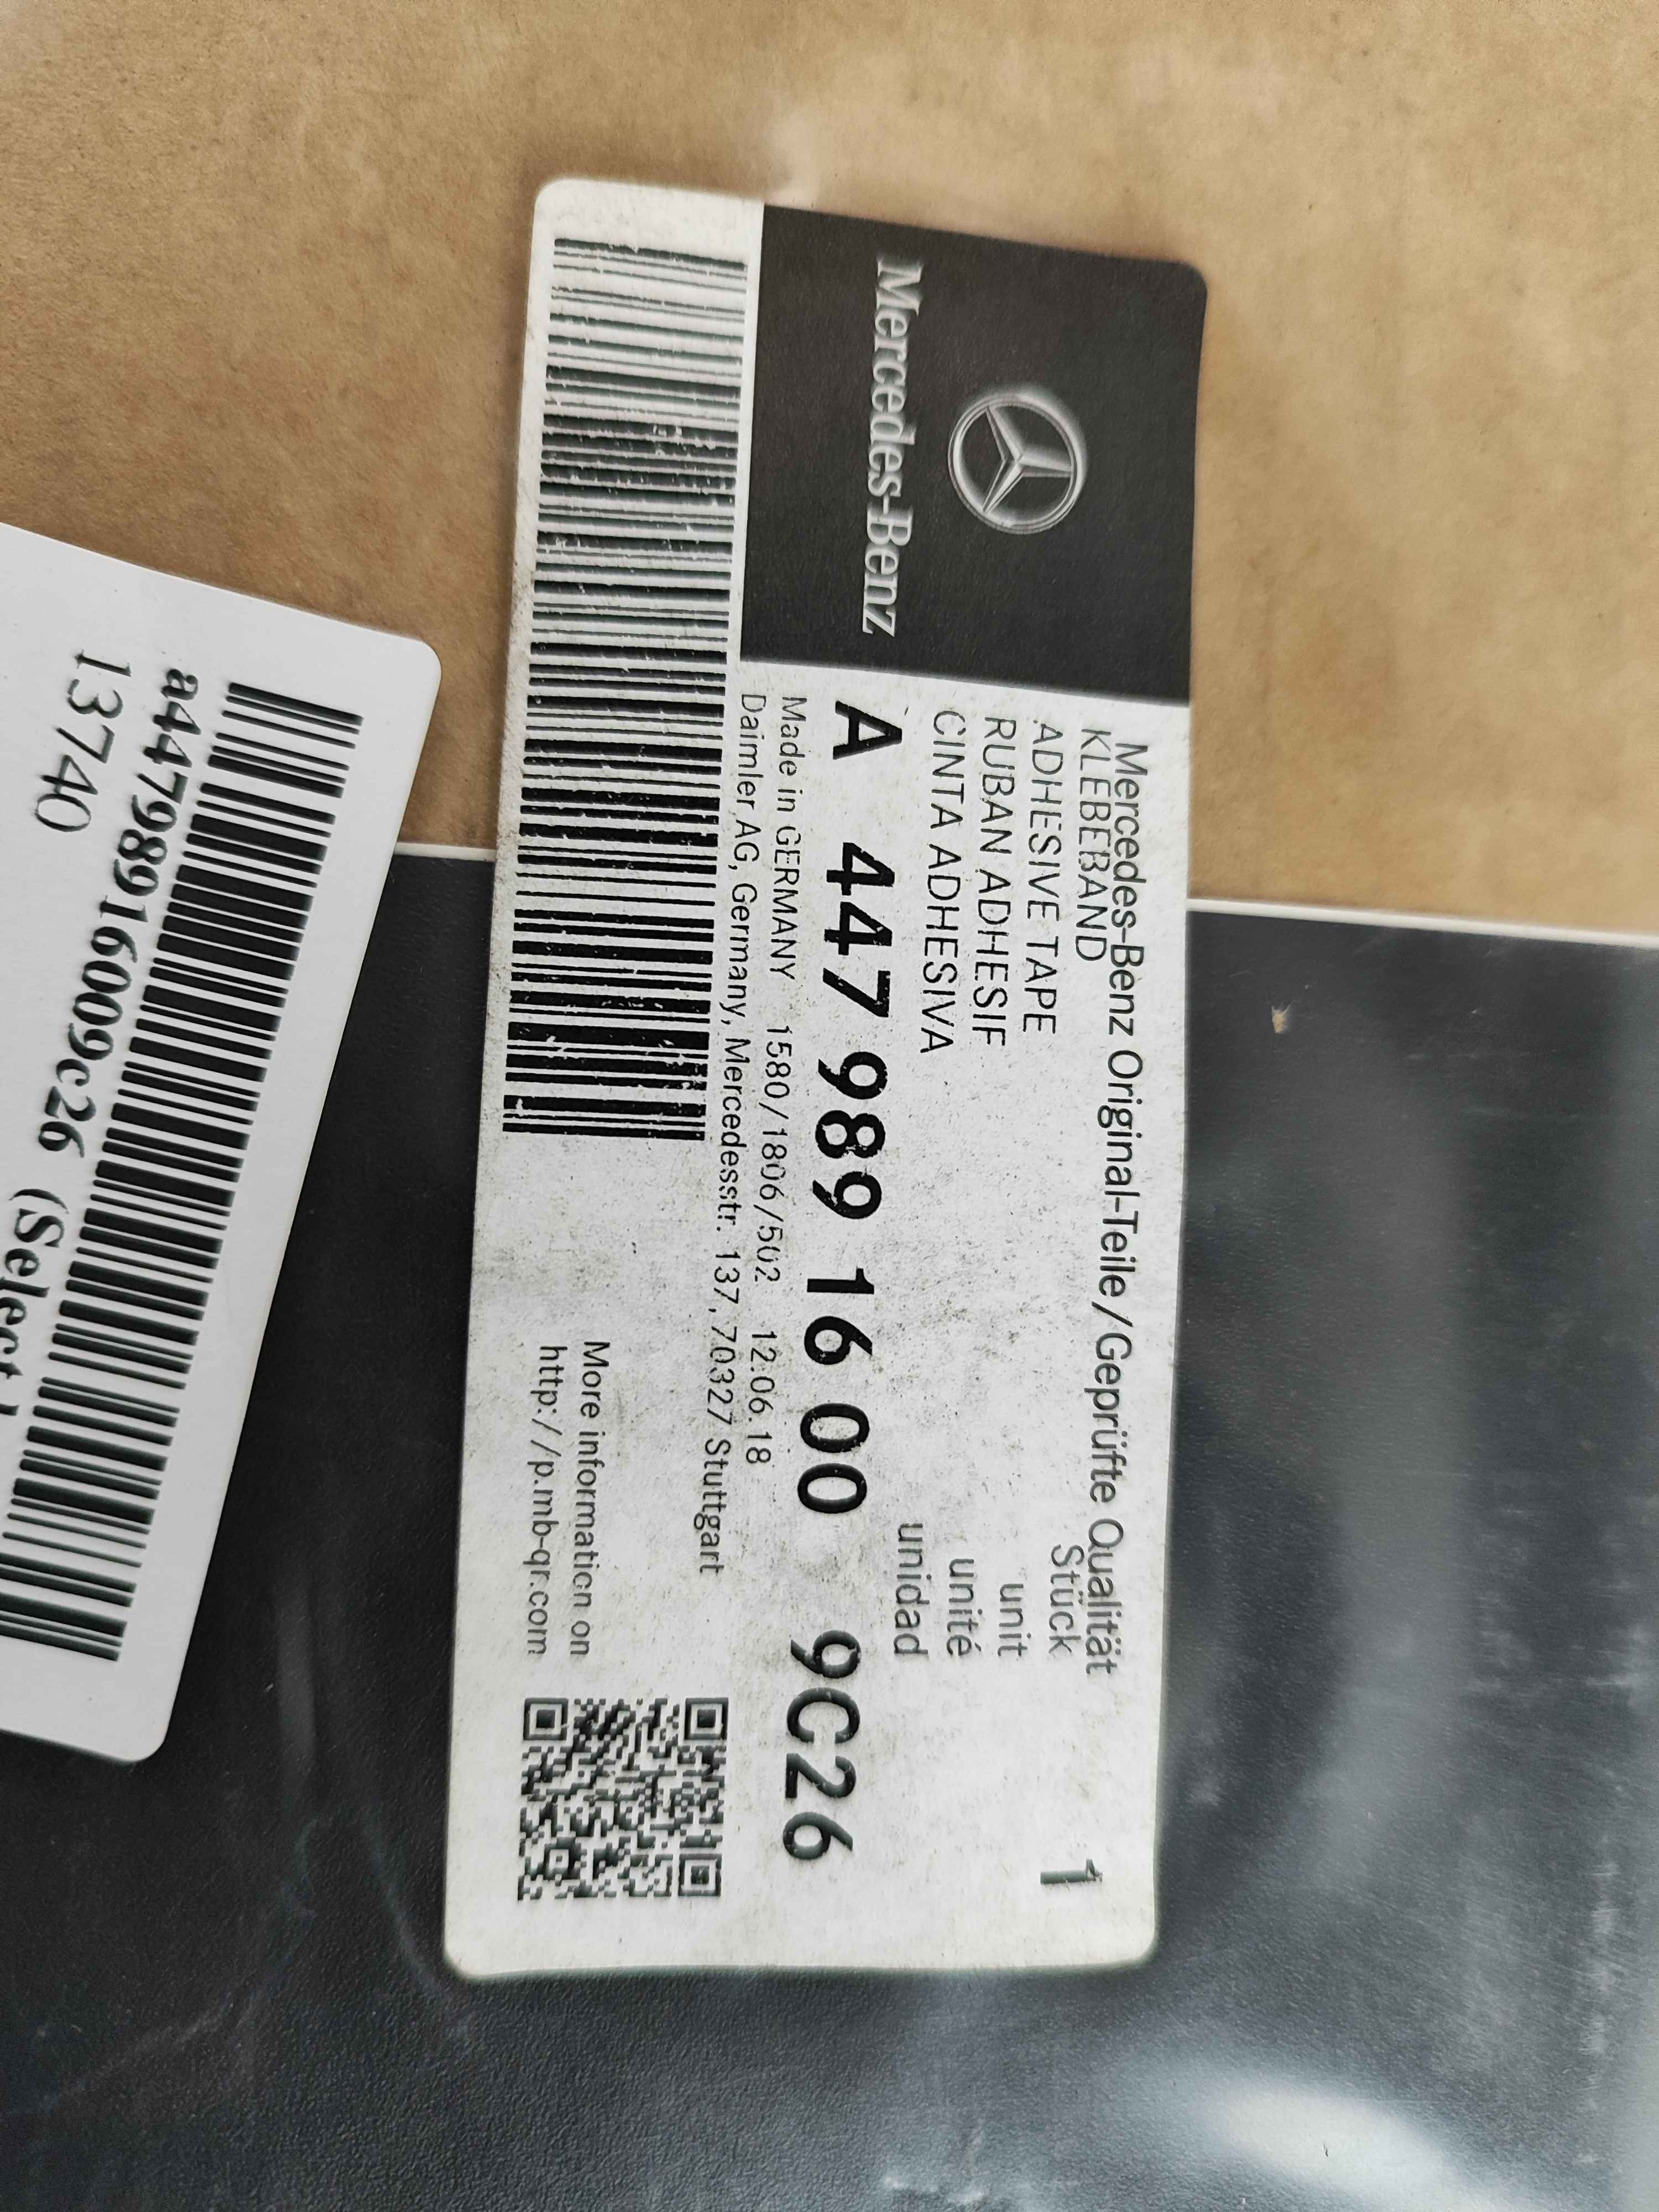 Mercedes-Benz
Mercedes-Benz Original-Teile/Geprüfte Qualität
KLEBEBAND Stück 1
ADHESIVE TAPE unit
RUBAN ADHESIF unité
CINTA ADHESIVA unidad
A 447 989 16 00 9C26
Made in GERMANY 1580/1806/502 12.06.18
Daimler AG, Germany, Mercedesstr. 137, 70327 Stuttgart
More information on
http://p.mb-qr.com
a44798916009c26 (Select
13740